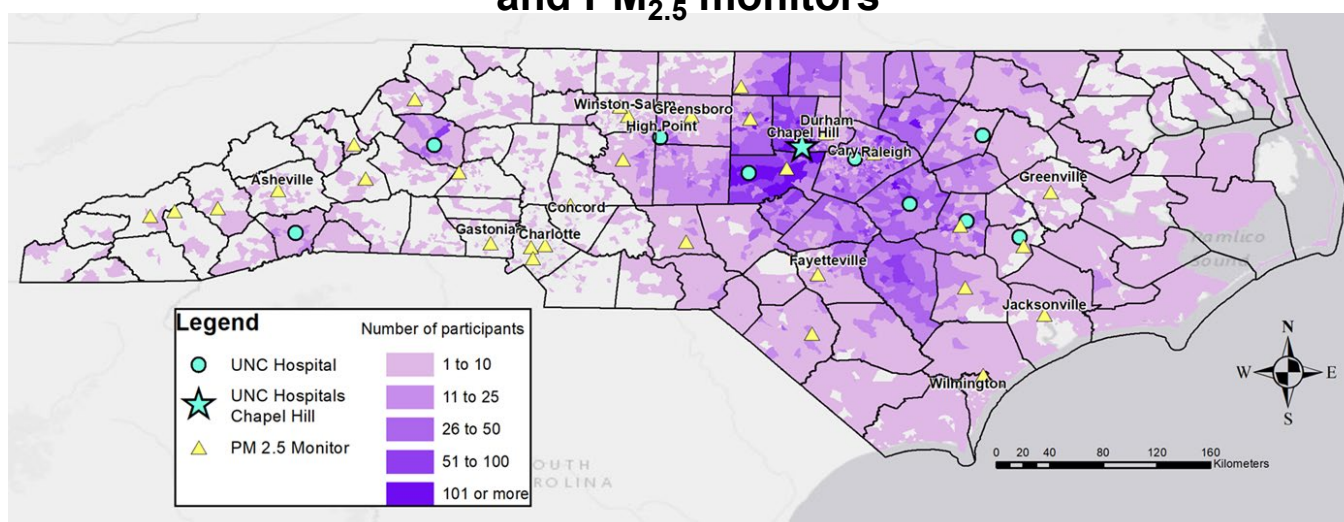 and PM2.5 monitors
Winston-Salem
Greensboro
High Point
Durham
Chapel Hill
Cary Raleigh
Asheville
Greenville
Concord
Gastonia
Charlotte
Fayetteville
Pamlico
Sound
Jacksonville
Wilmington
Legend
Number of participants
UNC Hospital
UNC Hospitals
Chapel Hill
PM 2.5 Monitor
1 to 10
11 to 25
26 to 50
51 to 100
101 or more
OUTH
ROLINA
N
W E
S
0 20 40 80 120 160
Kilometers